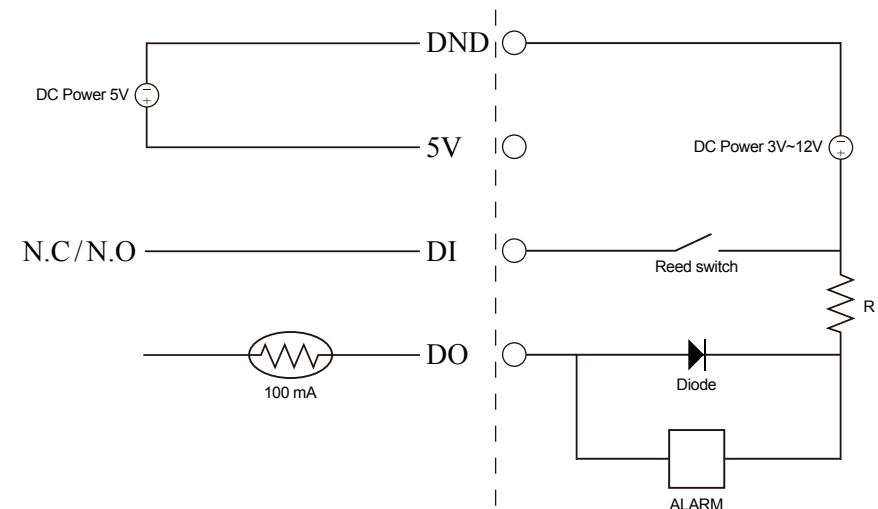 DND
DC Power 5V
5V
DC Power 3V~12V
N.C/N.O
DI
Reed switch
R
DO
100 mA
Diode
ALARM